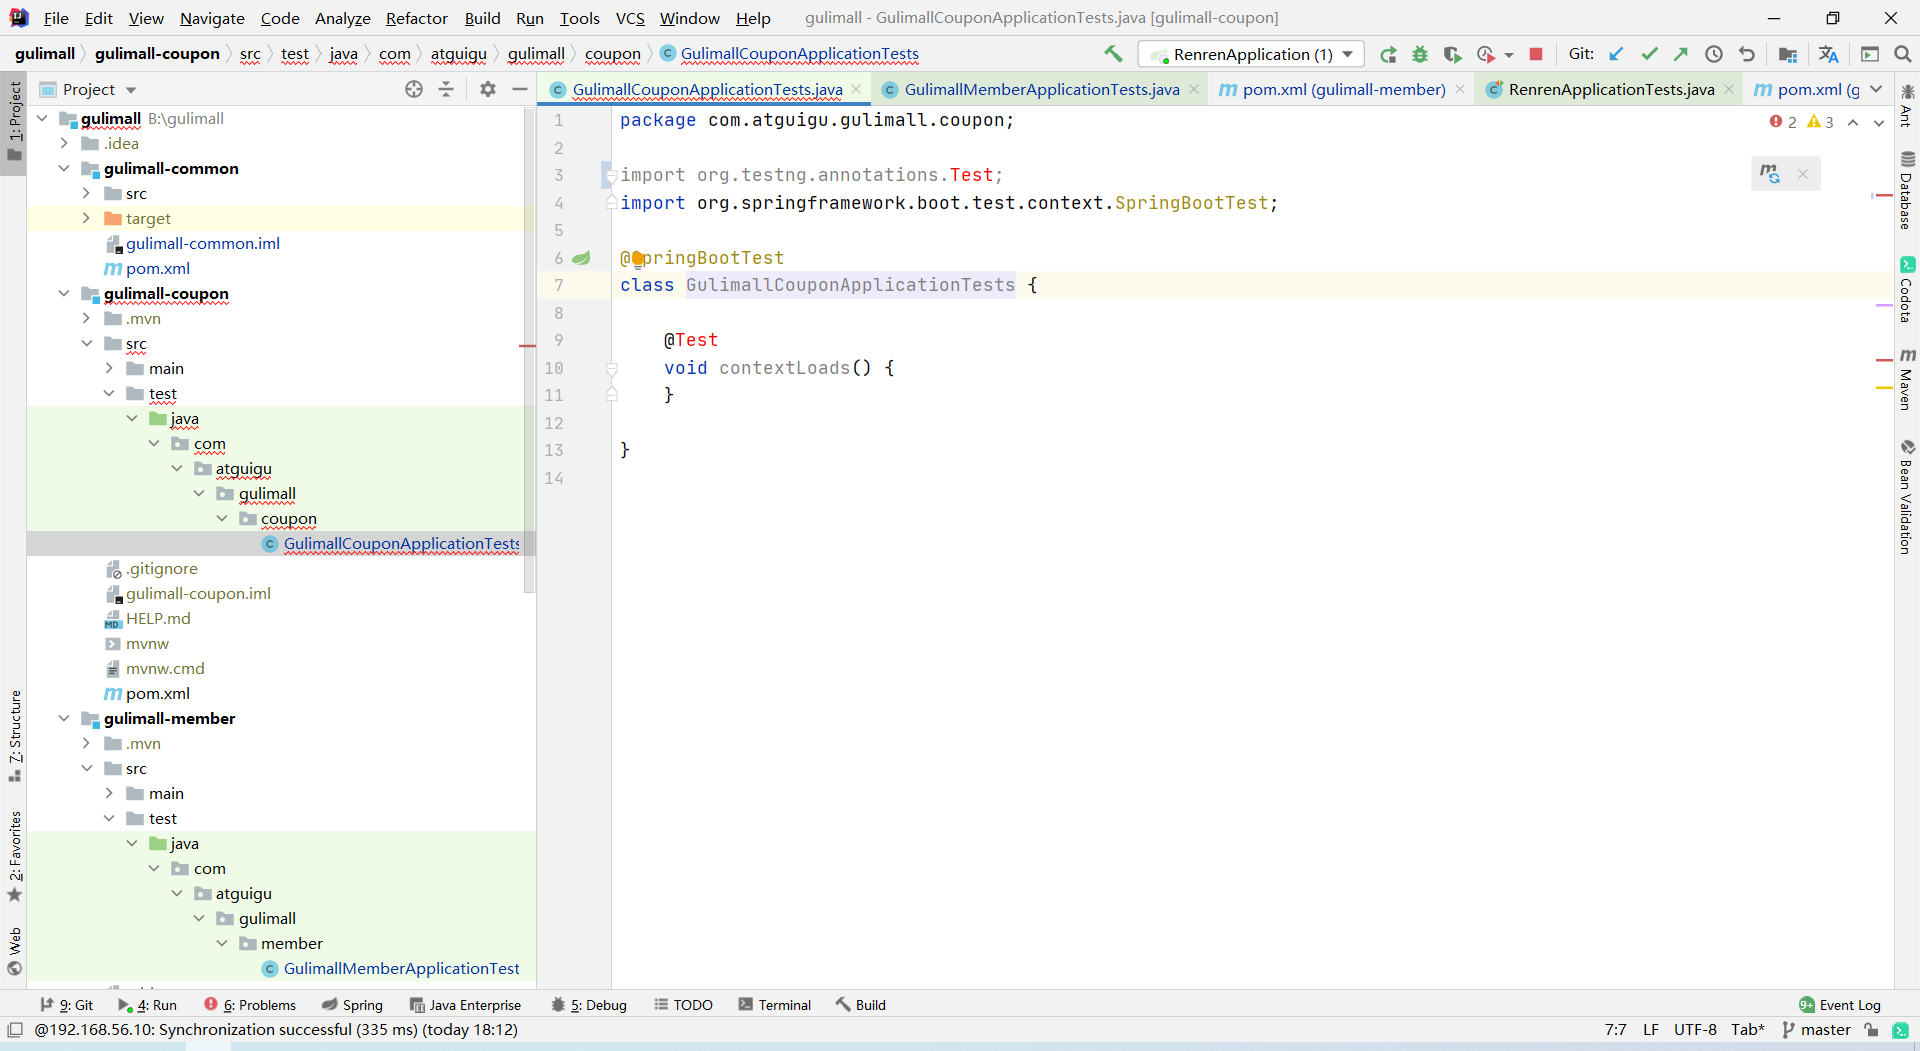 File Edit View Navigate Code Analyze Refactor Build Run Tools VCS Window Help gulimall - GulimallCouponApplicationTests.java [gulimall-coupon]
gulimall gulimall-coupon src test java com atguigu gulimall coupon GulimallCouponApplicationTests RenrenApplication (1) Git:
Project
GulimallCouponApplicationTests.java GulimallMemberApplicationTests.java pom.xml (gulimall-member) RenrenApplicationTests.java pom.xml (g
1: Project
7: Structure
2: Favorites
Web
gulimall B:\gulimall
.idea
gulimall-common
src
target
gulimall-common.iml
pom.xml
gulimall-coupon
.mvn
src
main
test
java
com
atguigu
gulimall
coupon
GulimallCouponApplicationTests
.gitignore
gulimall-coupon.iml
HELP.md
mvnw
mvnw.cmd
pom.xml
gulimall-member
.mvn
src
main
test
java
com
atguigu
gulimall
member
GulimallMemberApplicationTest
1 package com.atguigu.gulimall.coupon;
2
3 import org.testng.annotations.Test;
4 import org.springframework.boot.test.context.SpringBootTest;
5
6 @SpringBootTest
7 class GulimallCouponApplicationTests {
8
9 @Test
10 void contextLoads() {
11 }
12
13 }
14
2 3
Ant
Database
Codota
Maven
Bean Validation
9: Git 4: Run 6: Problems Spring Java Enterprise 5: Debug TODO Terminal Build 9+ Event Log
@192.168.56.10: Synchronization successful (335 ms) (today 18:12) 7:7 LF UTF-8 Tab* master